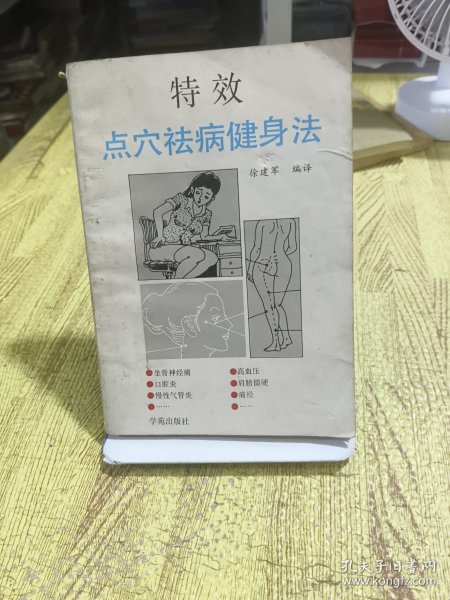 特效
点穴祛病健身法
徐建军 编译
●坐骨神经痛
●口腔炎
●慢性气管炎
●……
●高血压
●肩膀僵硬
●痛经
●……
学苑出版社
孔夫子旧书网
www.kongfz.com